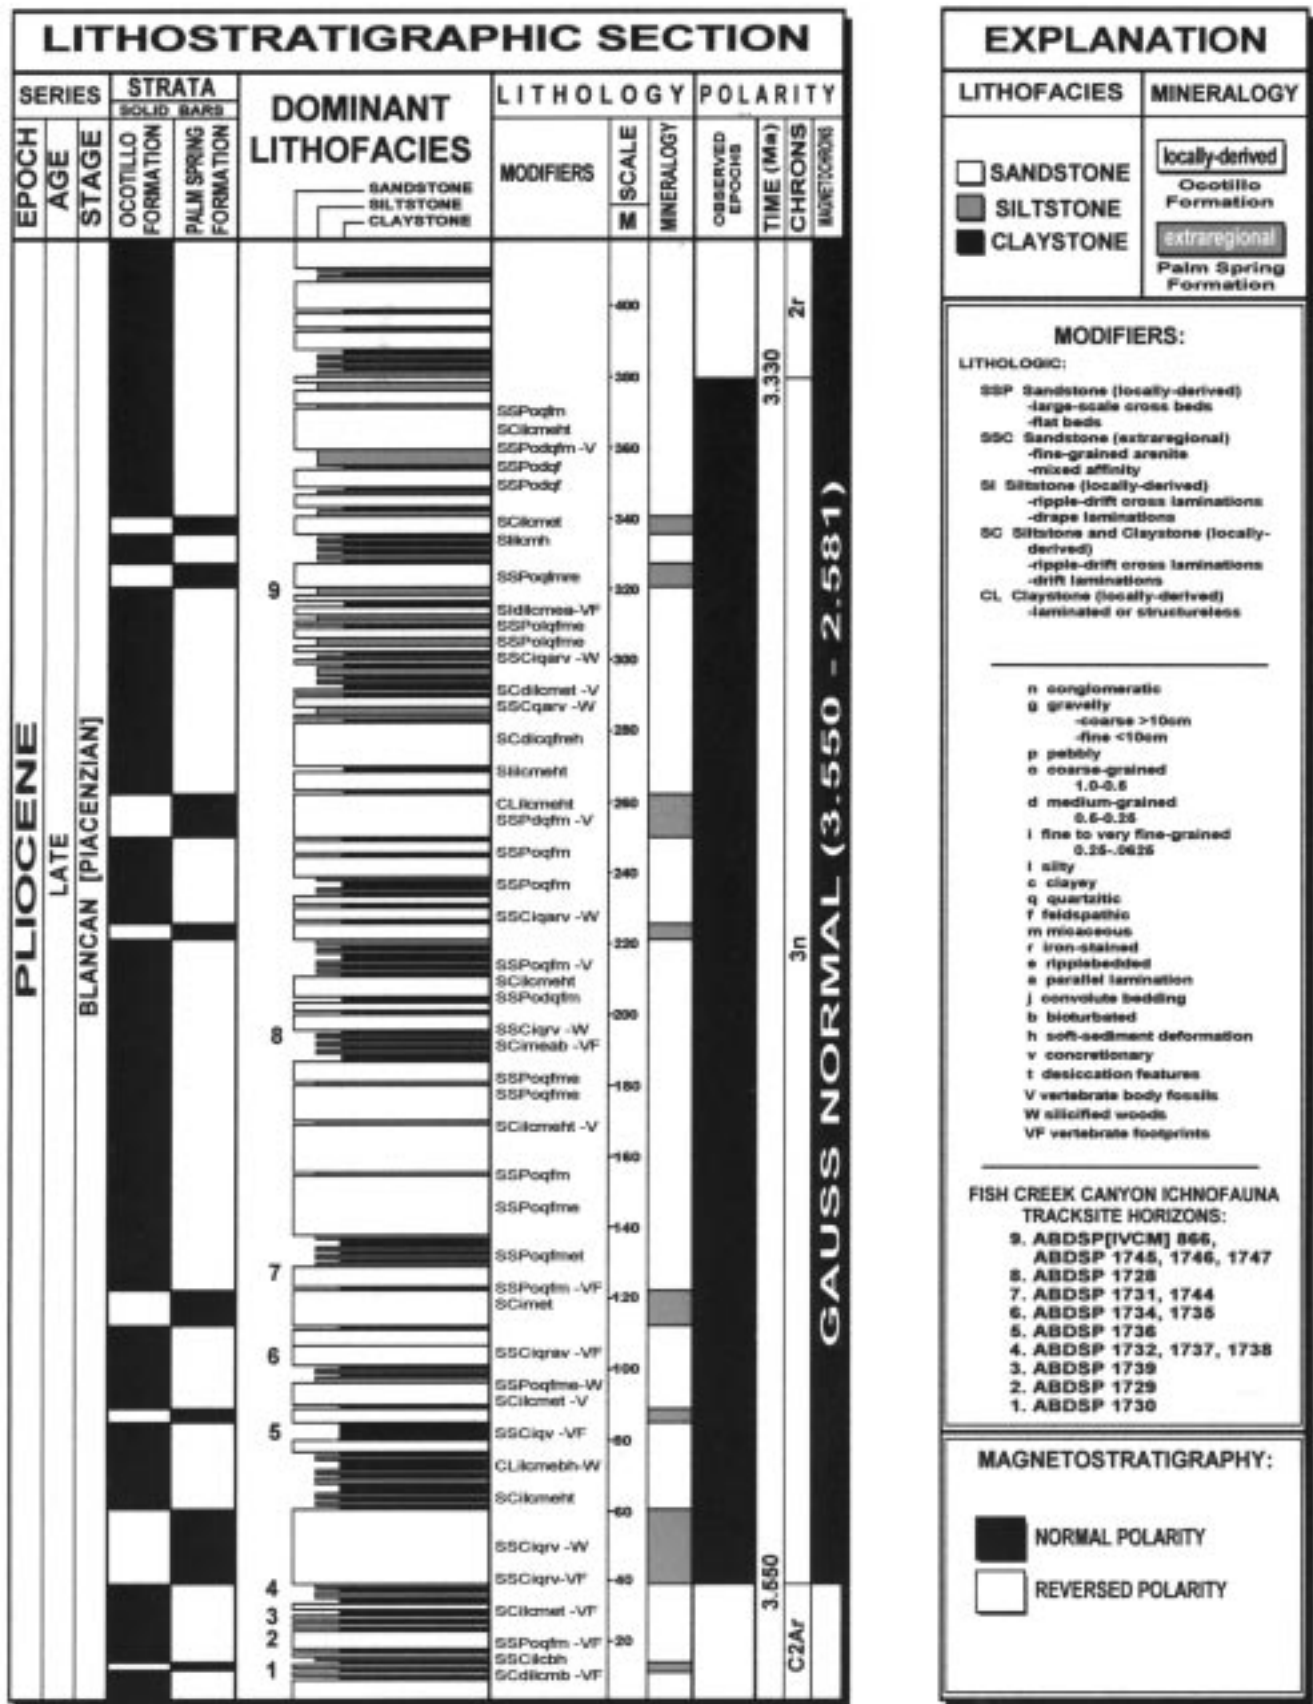 LITHOSTRATIGRAPHIC SECTION
SERIES
STRATA
SOLID BARS
DOMINANT
LITHOFACIES
LITHOLOGY
POLARITY
EPOCH
AGE
STAGE
OCOTILLO
FORMATION
PALM SPRING
FORMATION
SANDSTONE
SILTSTONE
CLAYSTONE
MODIFIERS
SCALE
M
MINERALOGY
OBSERVED
EPOCHS
TIME (Ma)
CHRONS
MAGNETOCHRONS
PLIOCENE
LATE
BLANCAN [PIACENZIAN]
9
8
7
6
5
4
3
2
1
SSPoqfm
SCilcmeht
SSPodqfm -V
SSPodqf
SSPodqf
SCilcmet
SIilcmh
SSPoqfmre
SIdilcmea-VF
SSPolqfme
SSPolqfme
SSCiqarv -W
SCdilcmet -V
SSCqarv -W
SCdicqfreh
SIilcmeht
CLilcmeht
SSPdqfm -V
SSPoqfm
SSPoqfm
SSCiqarv -W
SSPoqfm -V
SCilcmeht
SSPodqfm
SSCiqrv -W
SCimeab -VF
SSPoqfme
SSPoqfme
SCilcmeht -V
SSPoqfm
SSPoqfme
SSPoqfmet
SSPoqfm -VF
SCimet
SSCiqrav -VF
SSPoqfme-W
SCilcmet -V
SSCiqv -VF
CLilcmebh-W
SCilcmeht
SSCiqrv -W
SSCiqrv-VF
SCilcmet -VF
SSPoqfm -VF
SSCilcbh
SCdilcmb -VF
400
380
360
340
320
300
280
260
240
220
200
180
160
140
120
100
80
60
40
20
3.330
3.550
2r
3n
C2Ar
GAUSS NORMAL (3.550 - 2.581)
EXPLANATION
LITHOFACIES
MINERALOGY
SANDSTONE
SILTSTONE
CLAYSTONE
locally-derived
Ocotillo
Formation
extraregional
Palm Spring
Formation
MODIFIERS:
LITHOLOGIC:
SSP Sandstone (locally-derived)
-large-scale cross beds
-flat beds
SSC Sandstone (extraregional)
-fine-grained arenite
-mixed affinity
SI Siltstone (locally-derived)
-ripple-drift cross laminations
-drape laminations
SC Siltstone and Claystone (locally-
derived)
-ripple-drift cross laminations
-drift laminations
CL Claystone (locally-derived)
-laminated or structureless
n conglomeratic
g gravelly
-coarse >10cm
-fine <10cm
p pebbly
o coarse-grained
1.0-0.5
d medium-grained
0.5-0.25
i fine to very fine-grained
0.25-.0625
l silty
c clayey
q quartzitic
f feldspathic
m micaceous
r iron-stained
e ripplebedded
a parallel lamination
j convolute bedding
b bioturbated
h soft-sediment deformation
v concretionary
t desiccation features
V vertebrate body fossils
W silicified woods
VF vertebrate footprints
FISH CREEK CANYON ICHNOFAUNA
TRACKSITE HORIZONS:
9. ABDSP[IVCM] 866,
ABDSP 1745, 1746, 1747
8. ABDSP 1728
7. ABDSP 1731, 1744
6. ABDSP 1734, 1735
5. ABDSP 1736
4. ABDSP 1732, 1737, 1738
3. ABDSP 1739
2. ABDSP 1729
1. ABDSP 1730
MAGNETOSTRATIGRAPHY:
NORMAL POLARITY
REVERSED POLARITY